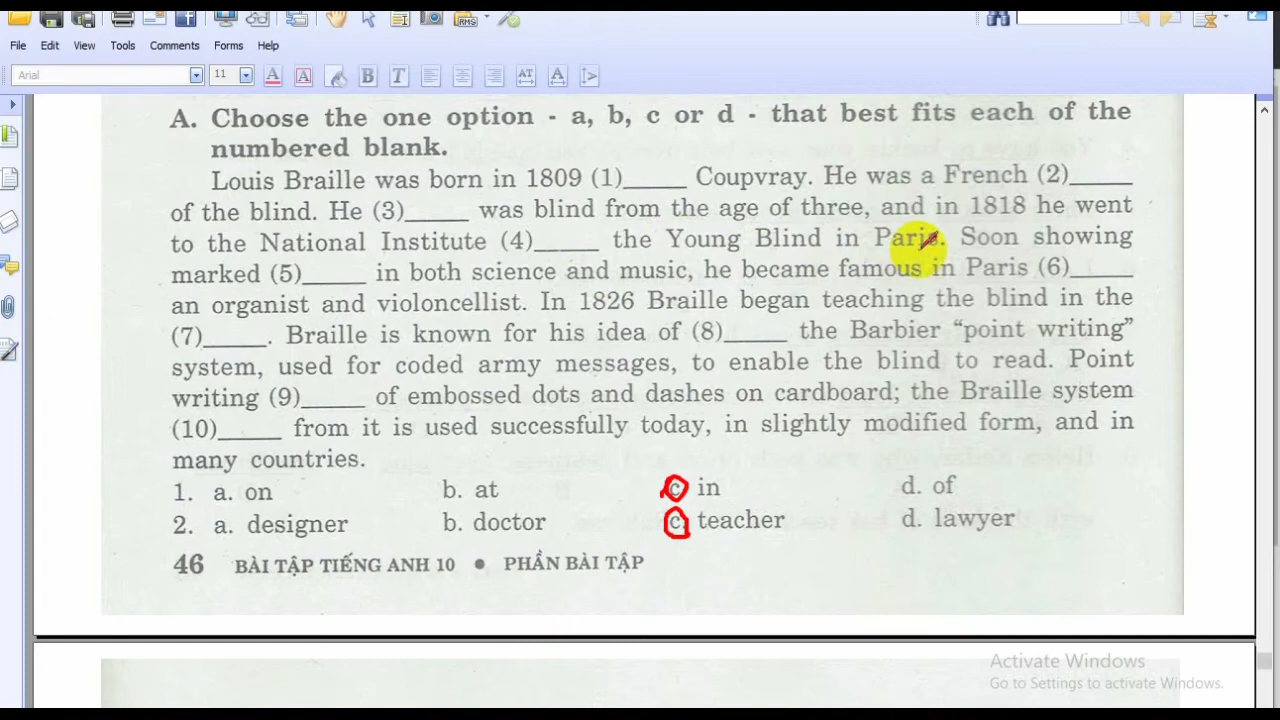 RMS
File Edit View Tools Comments Forms Help
Arial 11
A. Choose the one option - a, b, c or d - that best fits each of the
numbered blank.
Louis Braille was born in 1809 (1)_____ Coupvray. He was a French (2)_____
of the blind. He (3)_____ was blind from the age of three, and in 1818 he went
to the National Institute (4)_____ the Young Blind in Paris. Soon showing
marked (5)_____ in both science and music, he became famous in Paris (6)_____
an organist and violoncellist. In 1826 Braille began teaching the blind in the
(7)_____. Braille is known for his idea of (8)_____ the Barbier “point writing”
system, used for coded army messages, to enable the blind to read. Point
writing (9)_____ of embossed dots and dashes on cardboard; the Braille system
(10)_____ from it is used successfully today, in slightly modified form, and in
many countries.
1. a. on b. at c. in d. of
2. a. designer b. doctor c. teacher d. lawyer
46 BÀI TẬP TIẾNG ANH 10 ● PHẦN BÀI TẬP
Activate Windows
Go to Settings to activate Windows.